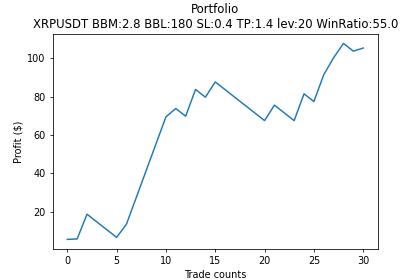 Portfolio
XRPUSDT BBM:2.8 BBL:180 SL:0.4 TP:1.4 lev:20 WinRatio:55.0
100
80
60
40
20
Profit ($)
0 5 10 15 20 25 30
Trade counts